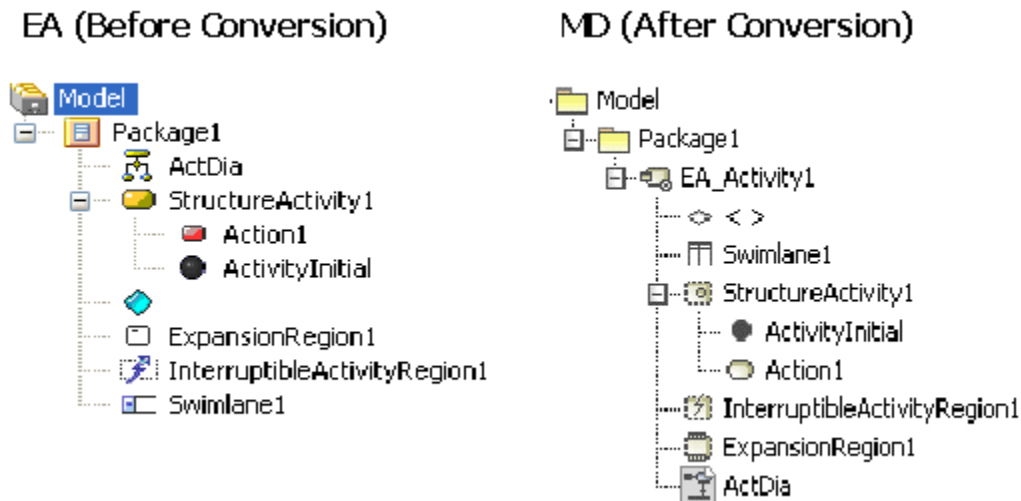 EA (Before Conversion)
Model
Package1
ActDia
StructureActivity1
Action1
ActivityInitial
ExpansionRegion1
InterruptibleActivityRegion1
Swimlane1
MD (After Conversion)
Model
Package1
EA_Activity1
< >
Swimlane1
StructureActivity1
ActivityInitial
Action1
InterruptibleActivityRegion1
ExpansionRegion1
ActDia